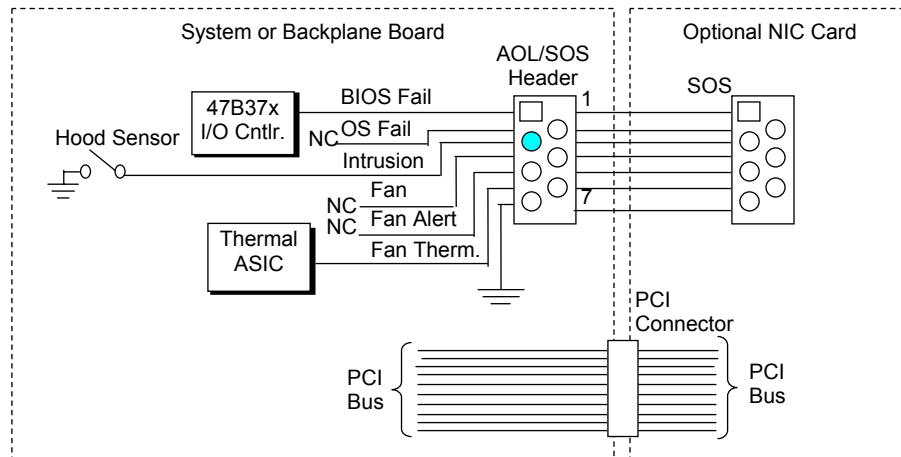 System or Backplane Board
Optional NIC Card
AOL/SOS
Header
SOS
47B37x
I/O Cntlr.
BIOS Fail
1
NC
OS Fail
Hood Sensor
Intrusion
Fan
NC
7
Fan Alert
NC
Thermal
ASIC
Fan Therm.
PCI
Connector
PCI
Bus
PCI
Bus